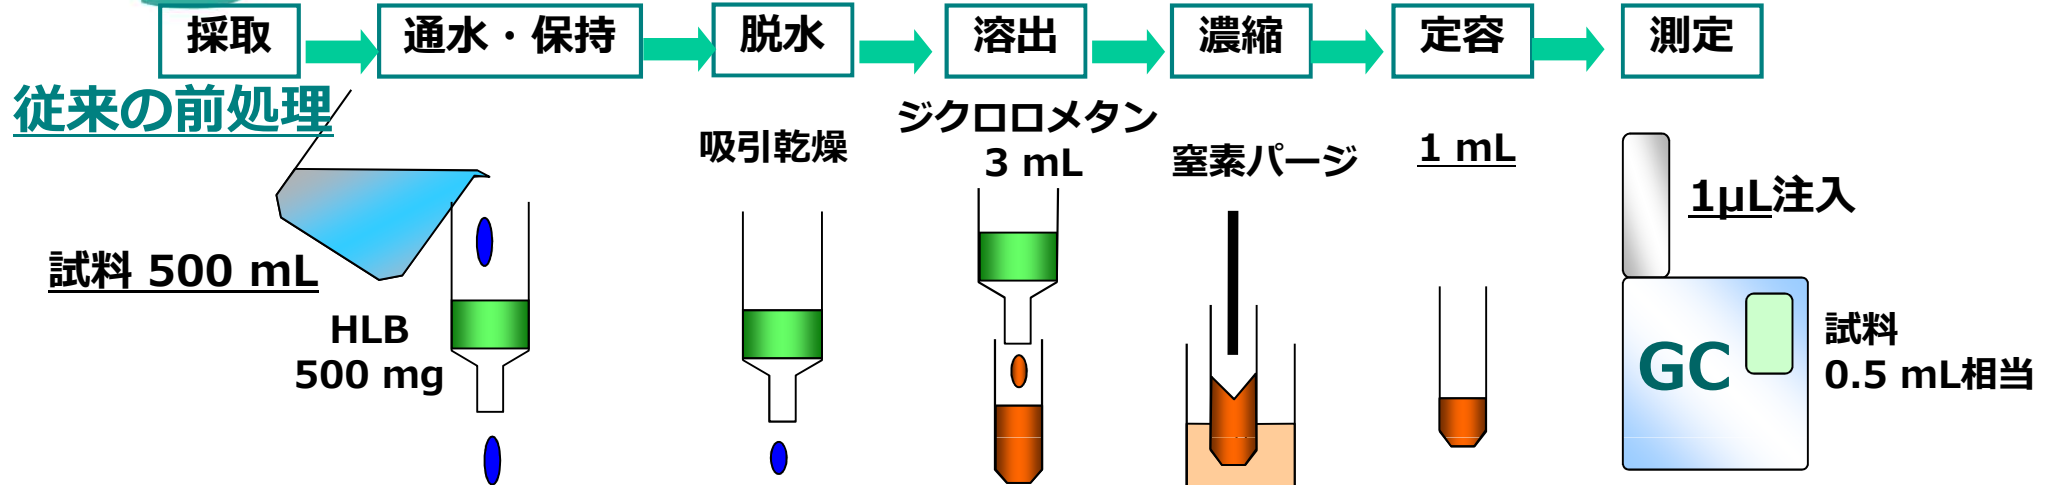 採取
通水・保持
脱水
溶出
濃縮
定容
測定
従来の前処理
試料 500 mL
HLB
500 mg
吸引乾燥
ジクロロメタン
3 mL
窒素パージ
1 mL
1μL注入
GC
試料
0.5 mL相当